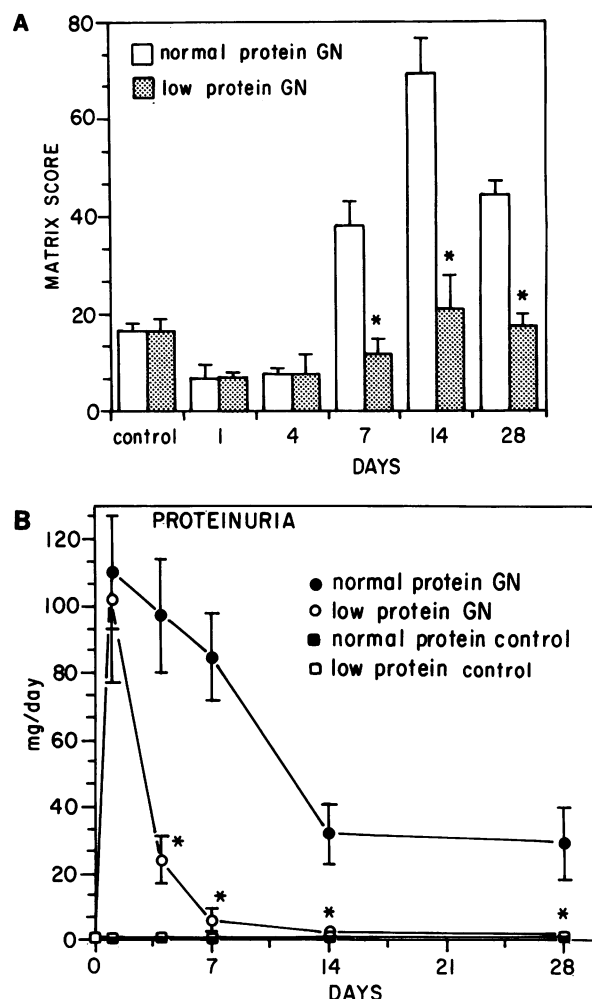 A
80
60
40
20
0
MATRIX SCORE
normal protein GN
low protein GN
*
*
*
control 1 4 7 14 28
DAYS
B
PROTEINURIA
120
100
80
60
40
20
0
mg/day
normal protein GN
low protein GN
normal protein control
low protein control
*
*
*
*
0 7 14 21 28
DAYS